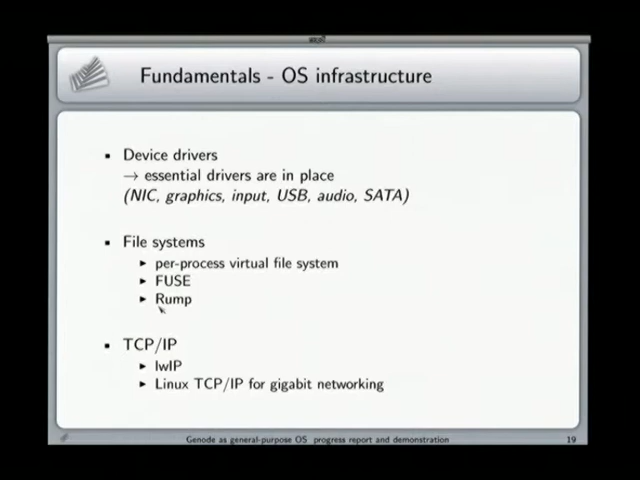 Fundamentals - OS infrastructure
▪ Device drivers
→ essential drivers are in place
(NIC, graphics, input, USB, audio, SATA)
▪ File systems
▶ per-process virtual file system
▶ FUSE
▶ Rump
▪ TCP/IP
▶ lwIP
▶ Linux TCP/IP for gigabit networking
Genode as general-purpose OS progress report and demonstration
19